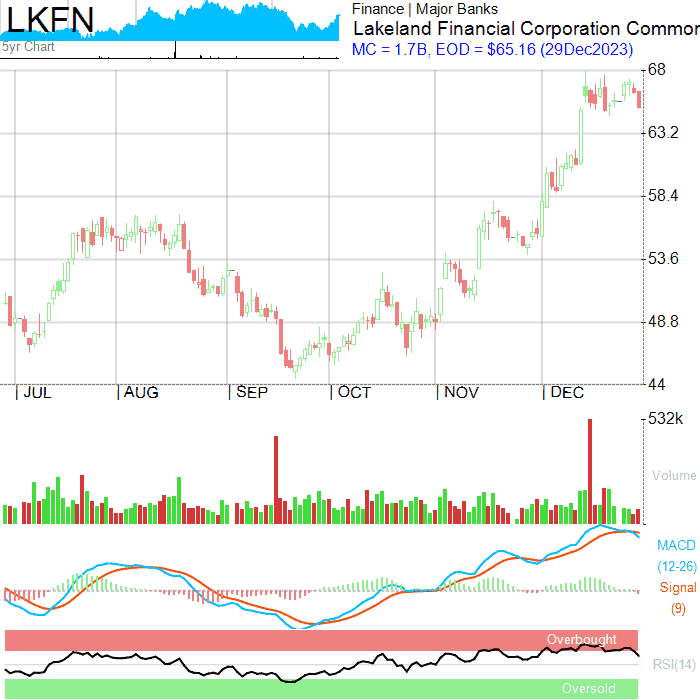 LKFN
5yr Chart
Finance | Major Banks
Lakeland Financial Corporation Common
MC = 1.7B, EOD = $65.16 (29Dec2023)
68
63.2
58.4
53.6
48.8
44
| JUL | AUG | SEP | OCT | NOV | DEC
532k
Volume
MACD
(12-26)
Signal
(9)
Overbought
RSI(14)
Oversold